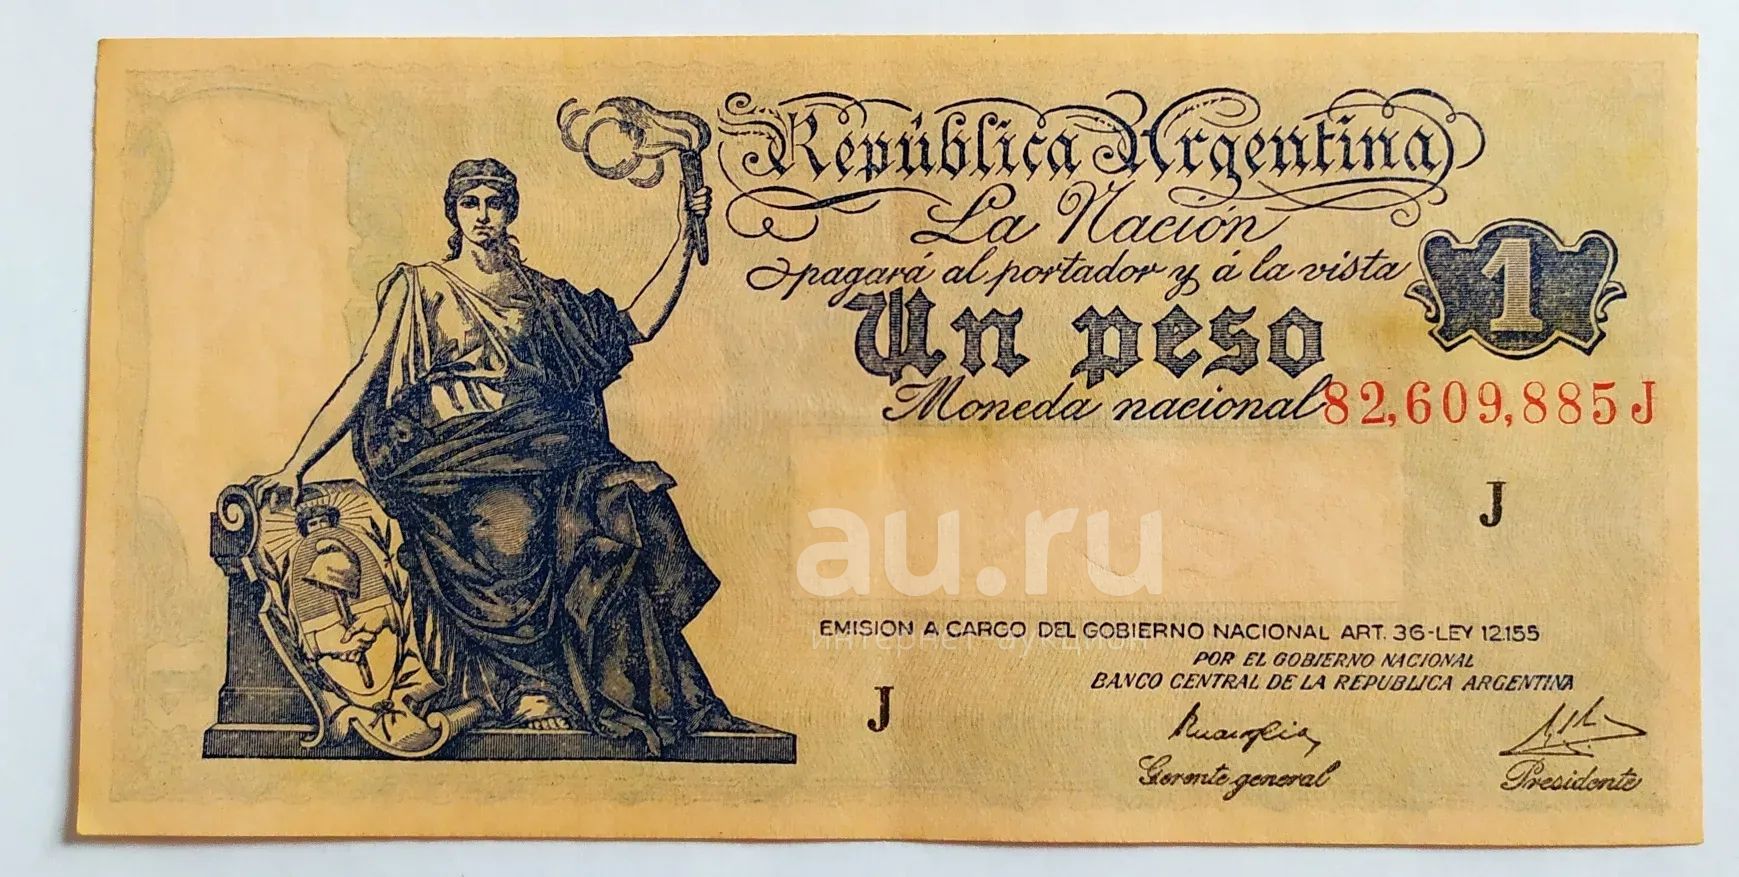 República Argentina
La Nación
pagará al portador y á la vista
1
Un peso
Moneda nacional 82,609,885 J
J
au.ru
интернет-аукцион
EMISION A CARGO DEL GOBIERNO NACIONAL ART. 36-LEY 12.155
POR EL GOBIERNO NACIONAL
BANCO CENTRAL DE LA REPUBLICA ARGENTINA
J
Gerente general
Presidente